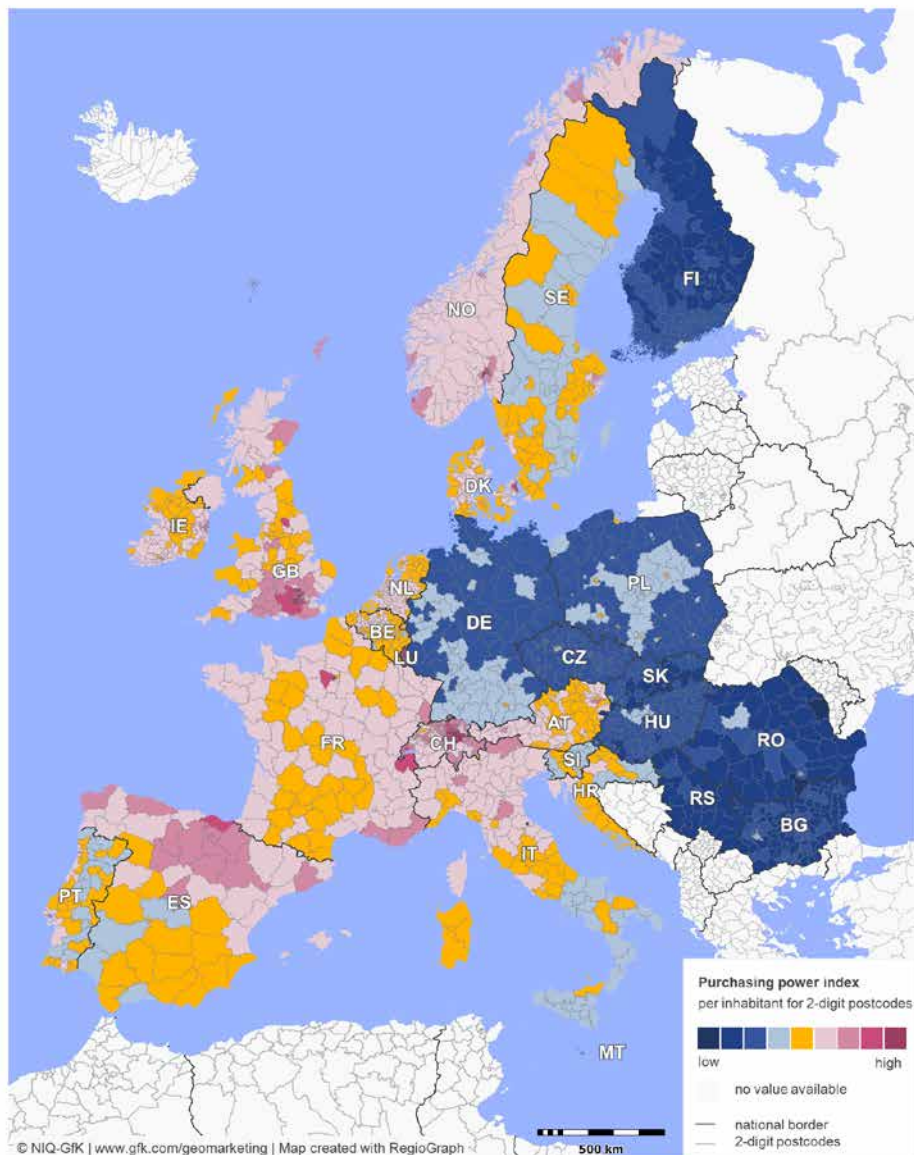 NO
SE
FI
DK
IE
GB
NL
BE
LU
DE
PL
CZ
SK
AT
HU
RO
FR
CH
SI
HR
RS
BG
IT
PT
ES
MT
Purchasing power index
per inhabitant for 2-digit postcodes
low high
no value available
national border
2-digit postcodes
500 km
© NIQ-GfK | www.gfk.com/geomarketing | Map created with RegioGraph